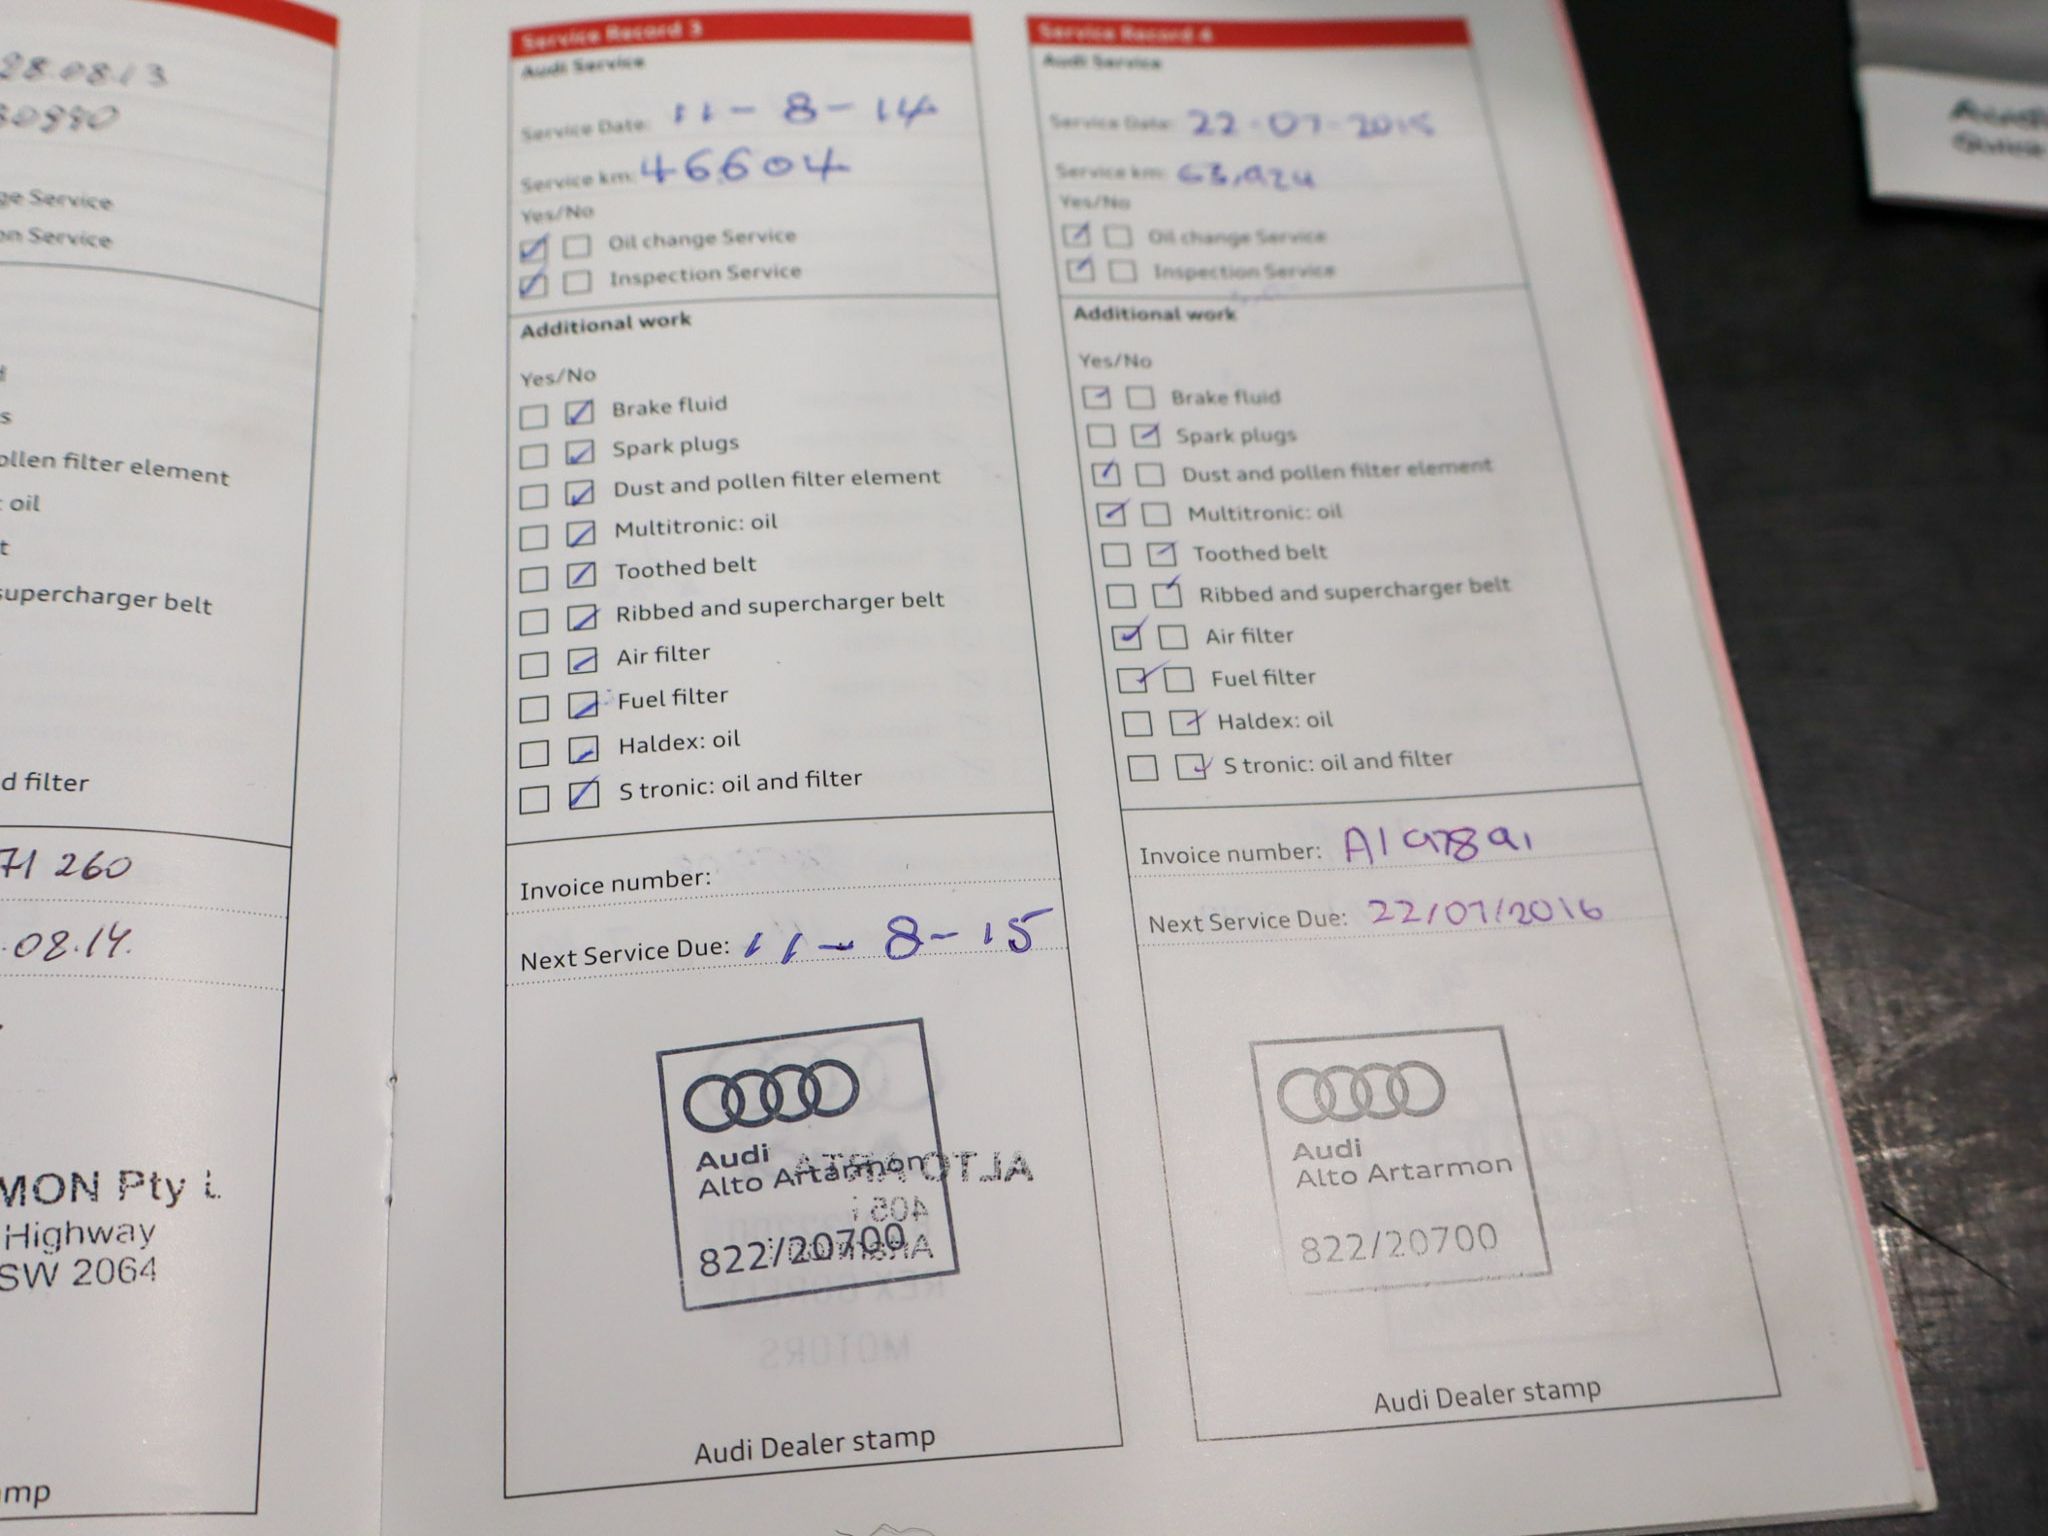 28.08.13
ge Service
on Service
ollen filter element
oil
supercharger belt
d filter
71 260
.08.14.
MON Pty L
Highway
SW 2064
mp
Service Record 3
Audi Service
Service Date: 11-8-14
Service km: 46604
Yes/No
Oil change Service
Inspection Service
Additional work
Yes/No
Brake fluid
Spark plugs
Dust and pollen filter element
Multitronic: oil
Toothed belt
Ribbed and supercharger belt
Air filter
Fuel filter
Haldex: oil
S tronic: oil and filter
Invoice number:
Next Service Due: 11-8-15
Audi
Alto Artarmon
822/20700
Audi Dealer stamp
Service Record 4
Audi Service
Service Date: 22-07-2015
Service km: 63,924
Yes/No
Oil change Service
Inspection Service
Additional work
Yes/No
Brake fluid
Spark plugs
Dust and pollen filter element
Multitronic: oil
Toothed belt
Ribbed and supercharger belt
Air filter
Fuel filter
Haldex: oil
S tronic: oil and filter
Invoice number:
Next Service Due: 22/07/2016
Audi
Alto Artarmon
822/20700
Audi Dealer stamp